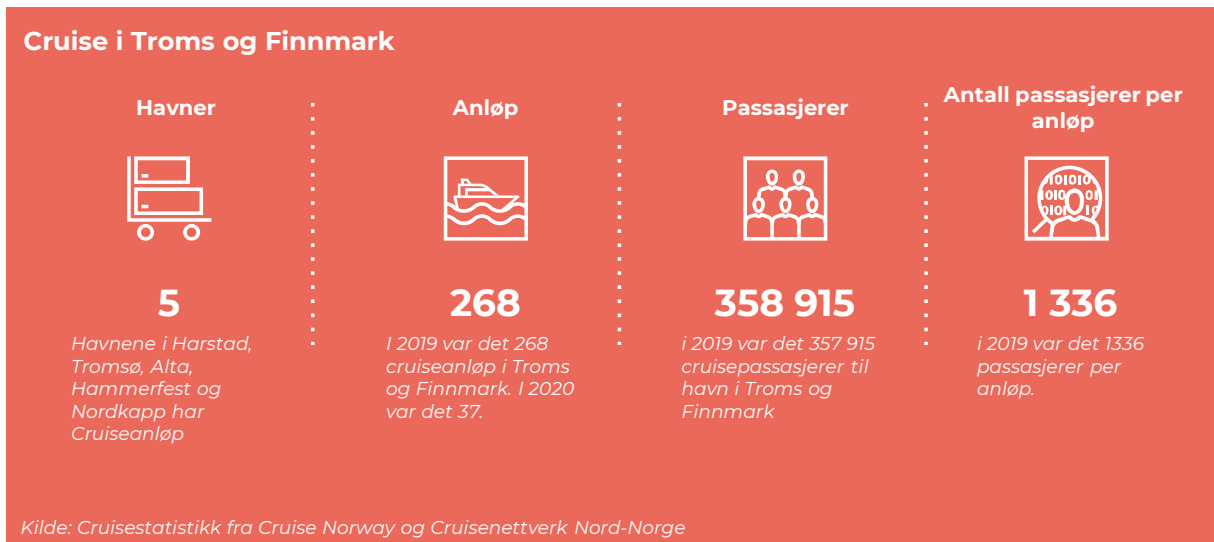 Cruise i Troms og Finnmark
Havner
5
Havnene i Harstad,
Tromsø, Alta,
Hammerfest og
Nordkapp har
Cruiseanløp
Anløp
268
I 2019 var det 268
cruiseanløp i Troms
og Finnmark. I 2020
var det 37.
Passasjerer
358 915
i 2019 var det 357 915
cruisepassasjerer til
havn i Troms og
Finnmark
Antall passasjerer per
anløp
1 336
i 2019 var det 1336
passasjerer per
anløp.
Kilde: Cruisestatistikk fra Cruise Norway og Cruisenettverk Nord-Norge